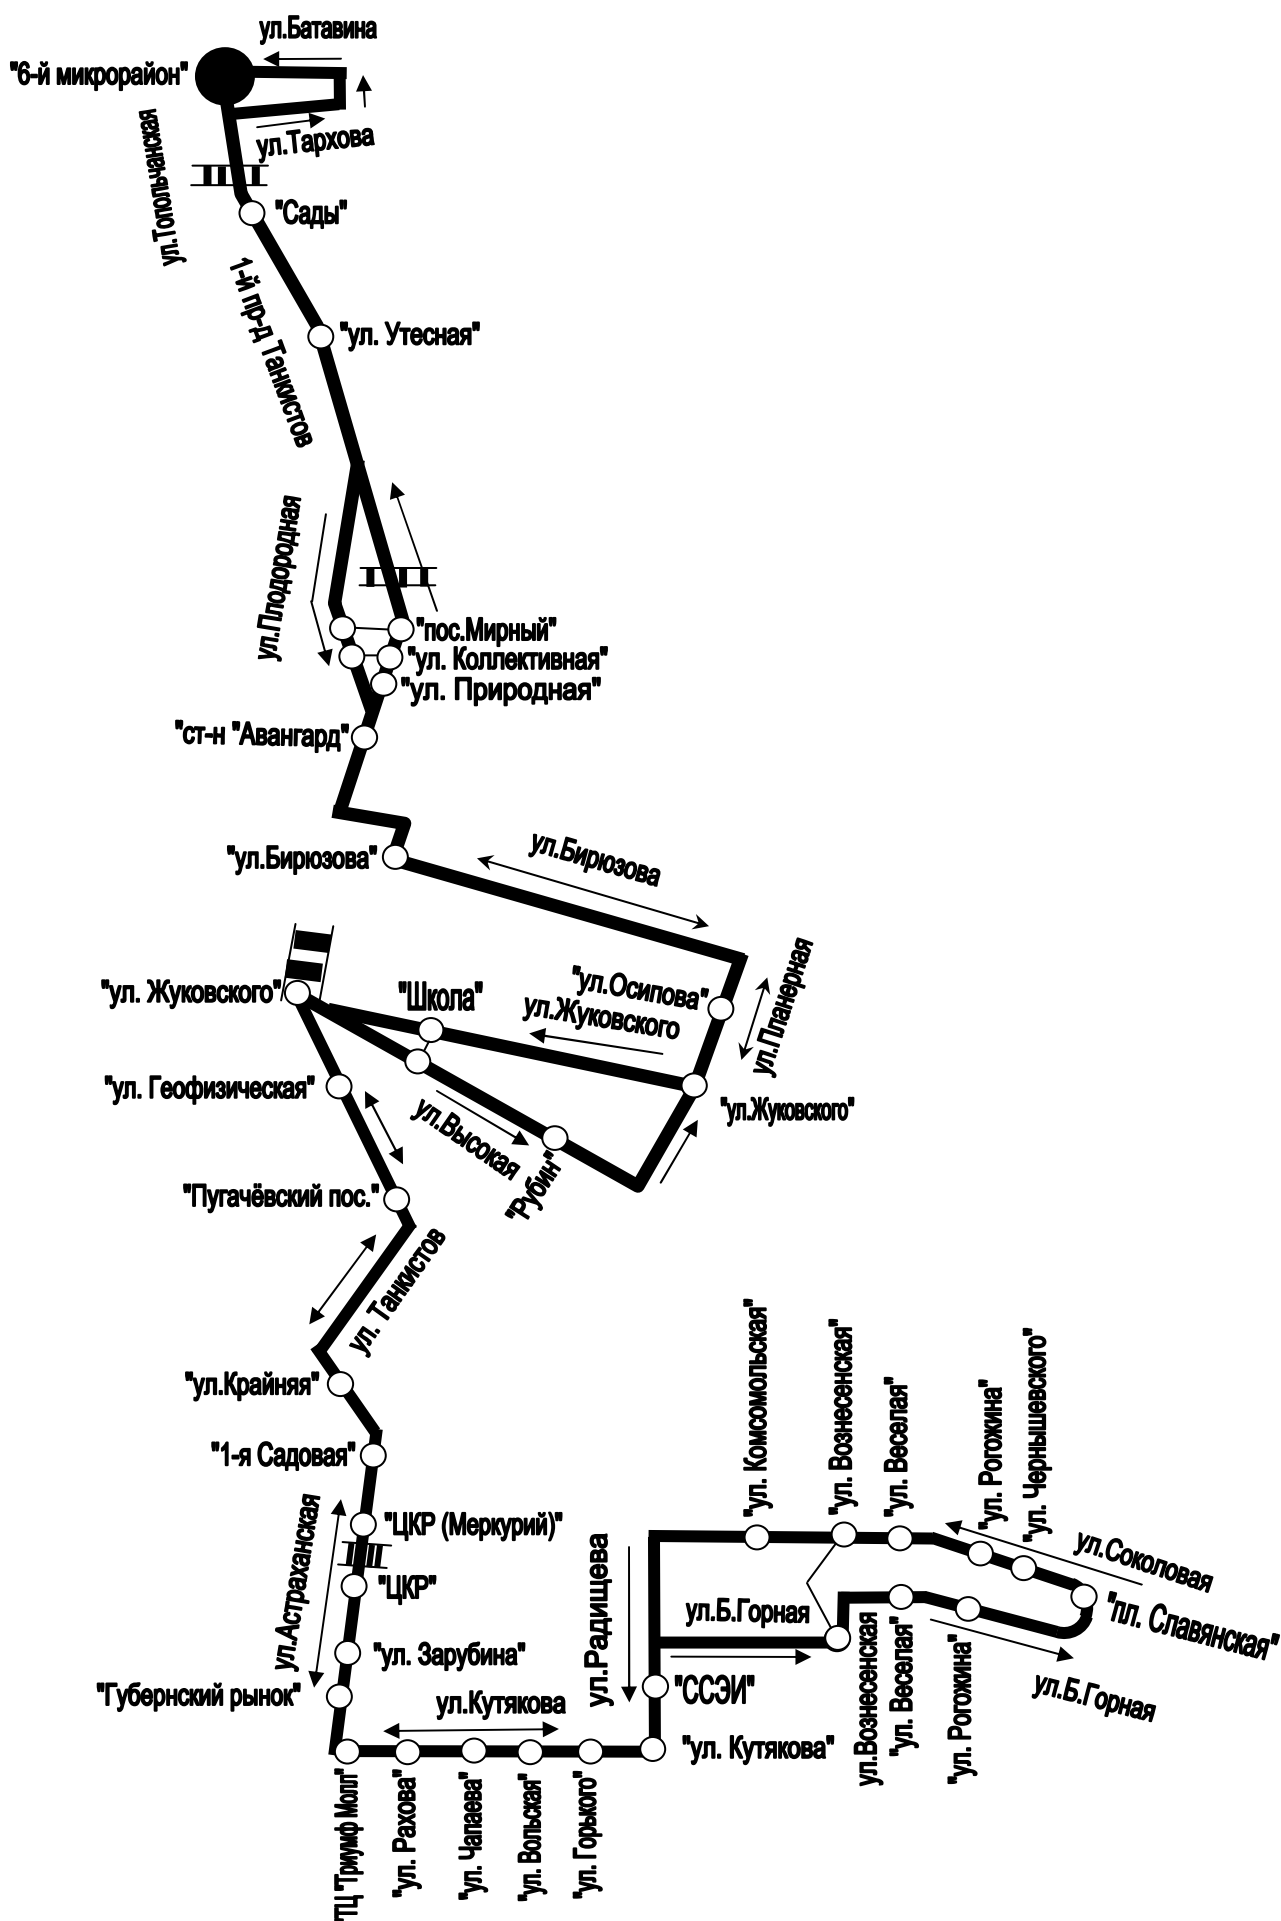 ул.Батавина
"6-й микрорайон"
ул.Тархова
ул.Топольчанская
"Сады"
1-й пр-д Танкистов
"ул. Утесная"
ул.Плодородная
"пос.Мирный"
"ул. Коллективная"
"ул. Природная"
"ст-н "Авангард"
"ул.Бирюзова"
ул.Бирюзова
ул.Планерная
"ул.Осипова"
"ул. Жуковского"
"Школа"
ул.Жуковского
"ул. Геофизическая"
"ул.Жуковского"
ул.Высокая
"Рубин"
"Пугачёвский пос."
ул. Танкистов
"ул.Крайняя"
"1-я Садовая"
"ЦКР (Меркурий)"
ул.Астраханская
"ЦКР"
"ул. Зарубина"
"Губернский рынок"
ул.Кутякова
"ТЦ "Триумф Молл"
"ул. Рахова"
"ул. Чапаева"
"ул. Вольская"
"ул. Горького"
"ул. Кутякова"
"ССЭИ"
ул.Радищева
ул.Б.Горная
"ул. Комсомольская"
"ул. Вознесенская"
"ул. Веселая"
"ул. Рогожина"
"ул. Чернышевского"
ул.Соколовая
"пл. Славянская"
ул.Б.Горная
ул.Вознесенская
"ул. Веселая"
"ул. Рогожина"